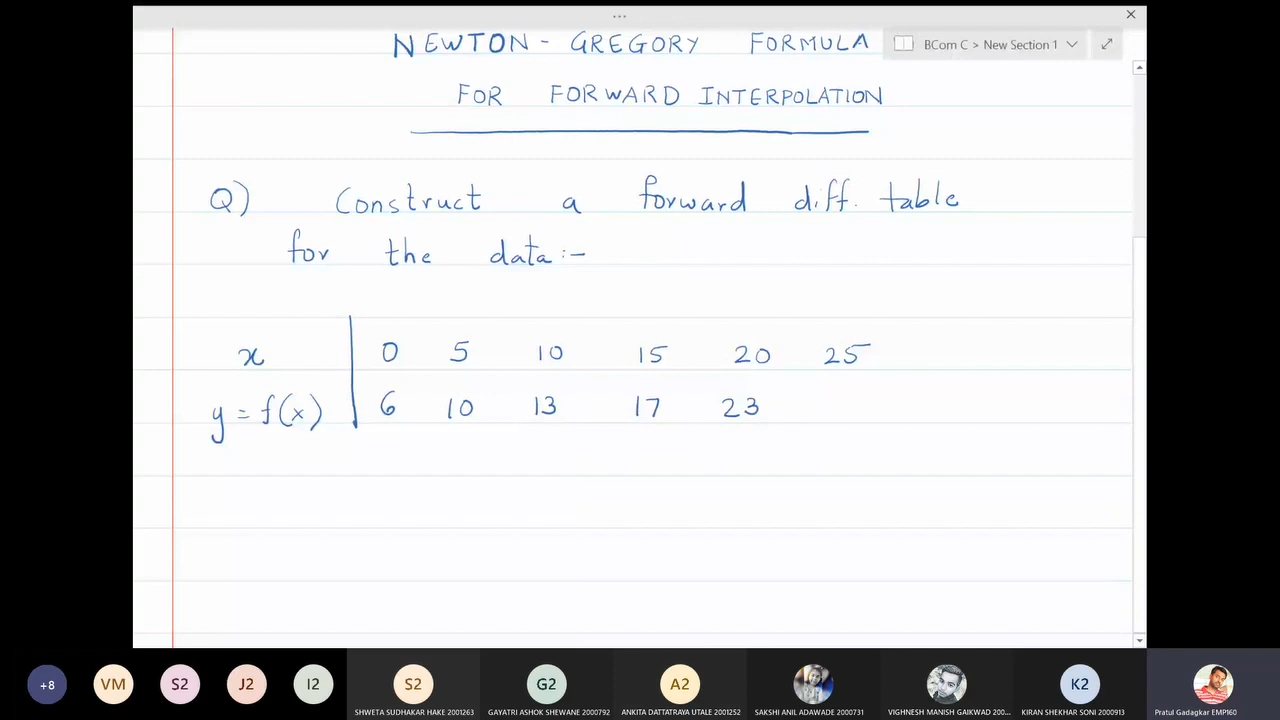 NEWTON - GREGORY FORMULA
BCom C > New Section 1
FOR FORWARD INTERPOLATION
Q) Construct a forward diff. table
for the data:-
x 0 5 10 15 20 25
y = f(x) 6 10 13 17 23
+8 VM S2 J2 I2 S2 G2 A2 K2
SHWETA SUDHAKAR HAKE 2001263 GAYATRI ASHOK SHEWANE 2000792 ANKITA DATTATRAYA UTALE 2001252 SAKSHI ANIL ADAWADE 2000731 VIGHNESH MANISH GAIKWAD 200... KIRAN SHEKHAR SONI 2000913 Pratul Gadagkar EMP160